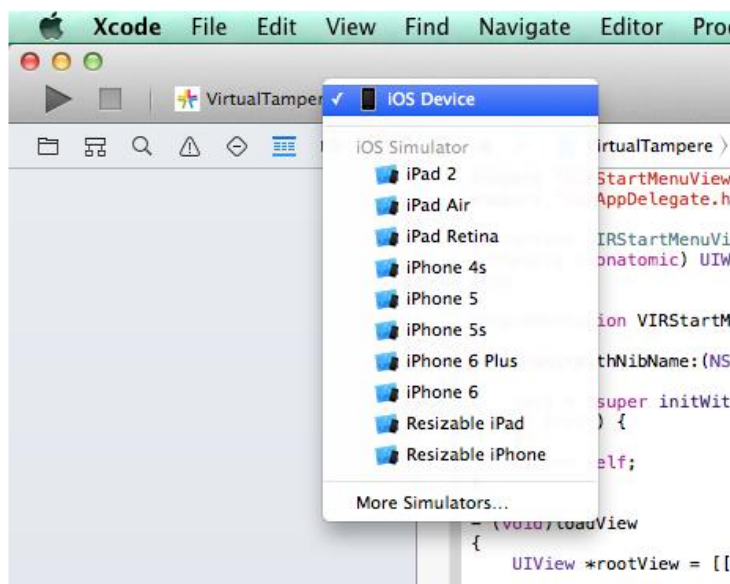 Xcode File Edit View Find Navigate Editor
VirtualTamper ✓ iOS Device
iOS Simulator irtualTampere
iPad 2 StartMenuView
iPad Air AppDelegate.h
iPad Retina IRStartMenuVi
iPhone 4s onatomic) UIW
iPhone 5
iPhone 5s ion VIRStartM
iPhone 6 Plus thNibName:(NS
iPhone 6 super initWit
Resizable iPad ) {
Resizable iPhone elf;
More Simulators...
- (void)loadView
{
UIView *rootView = [[